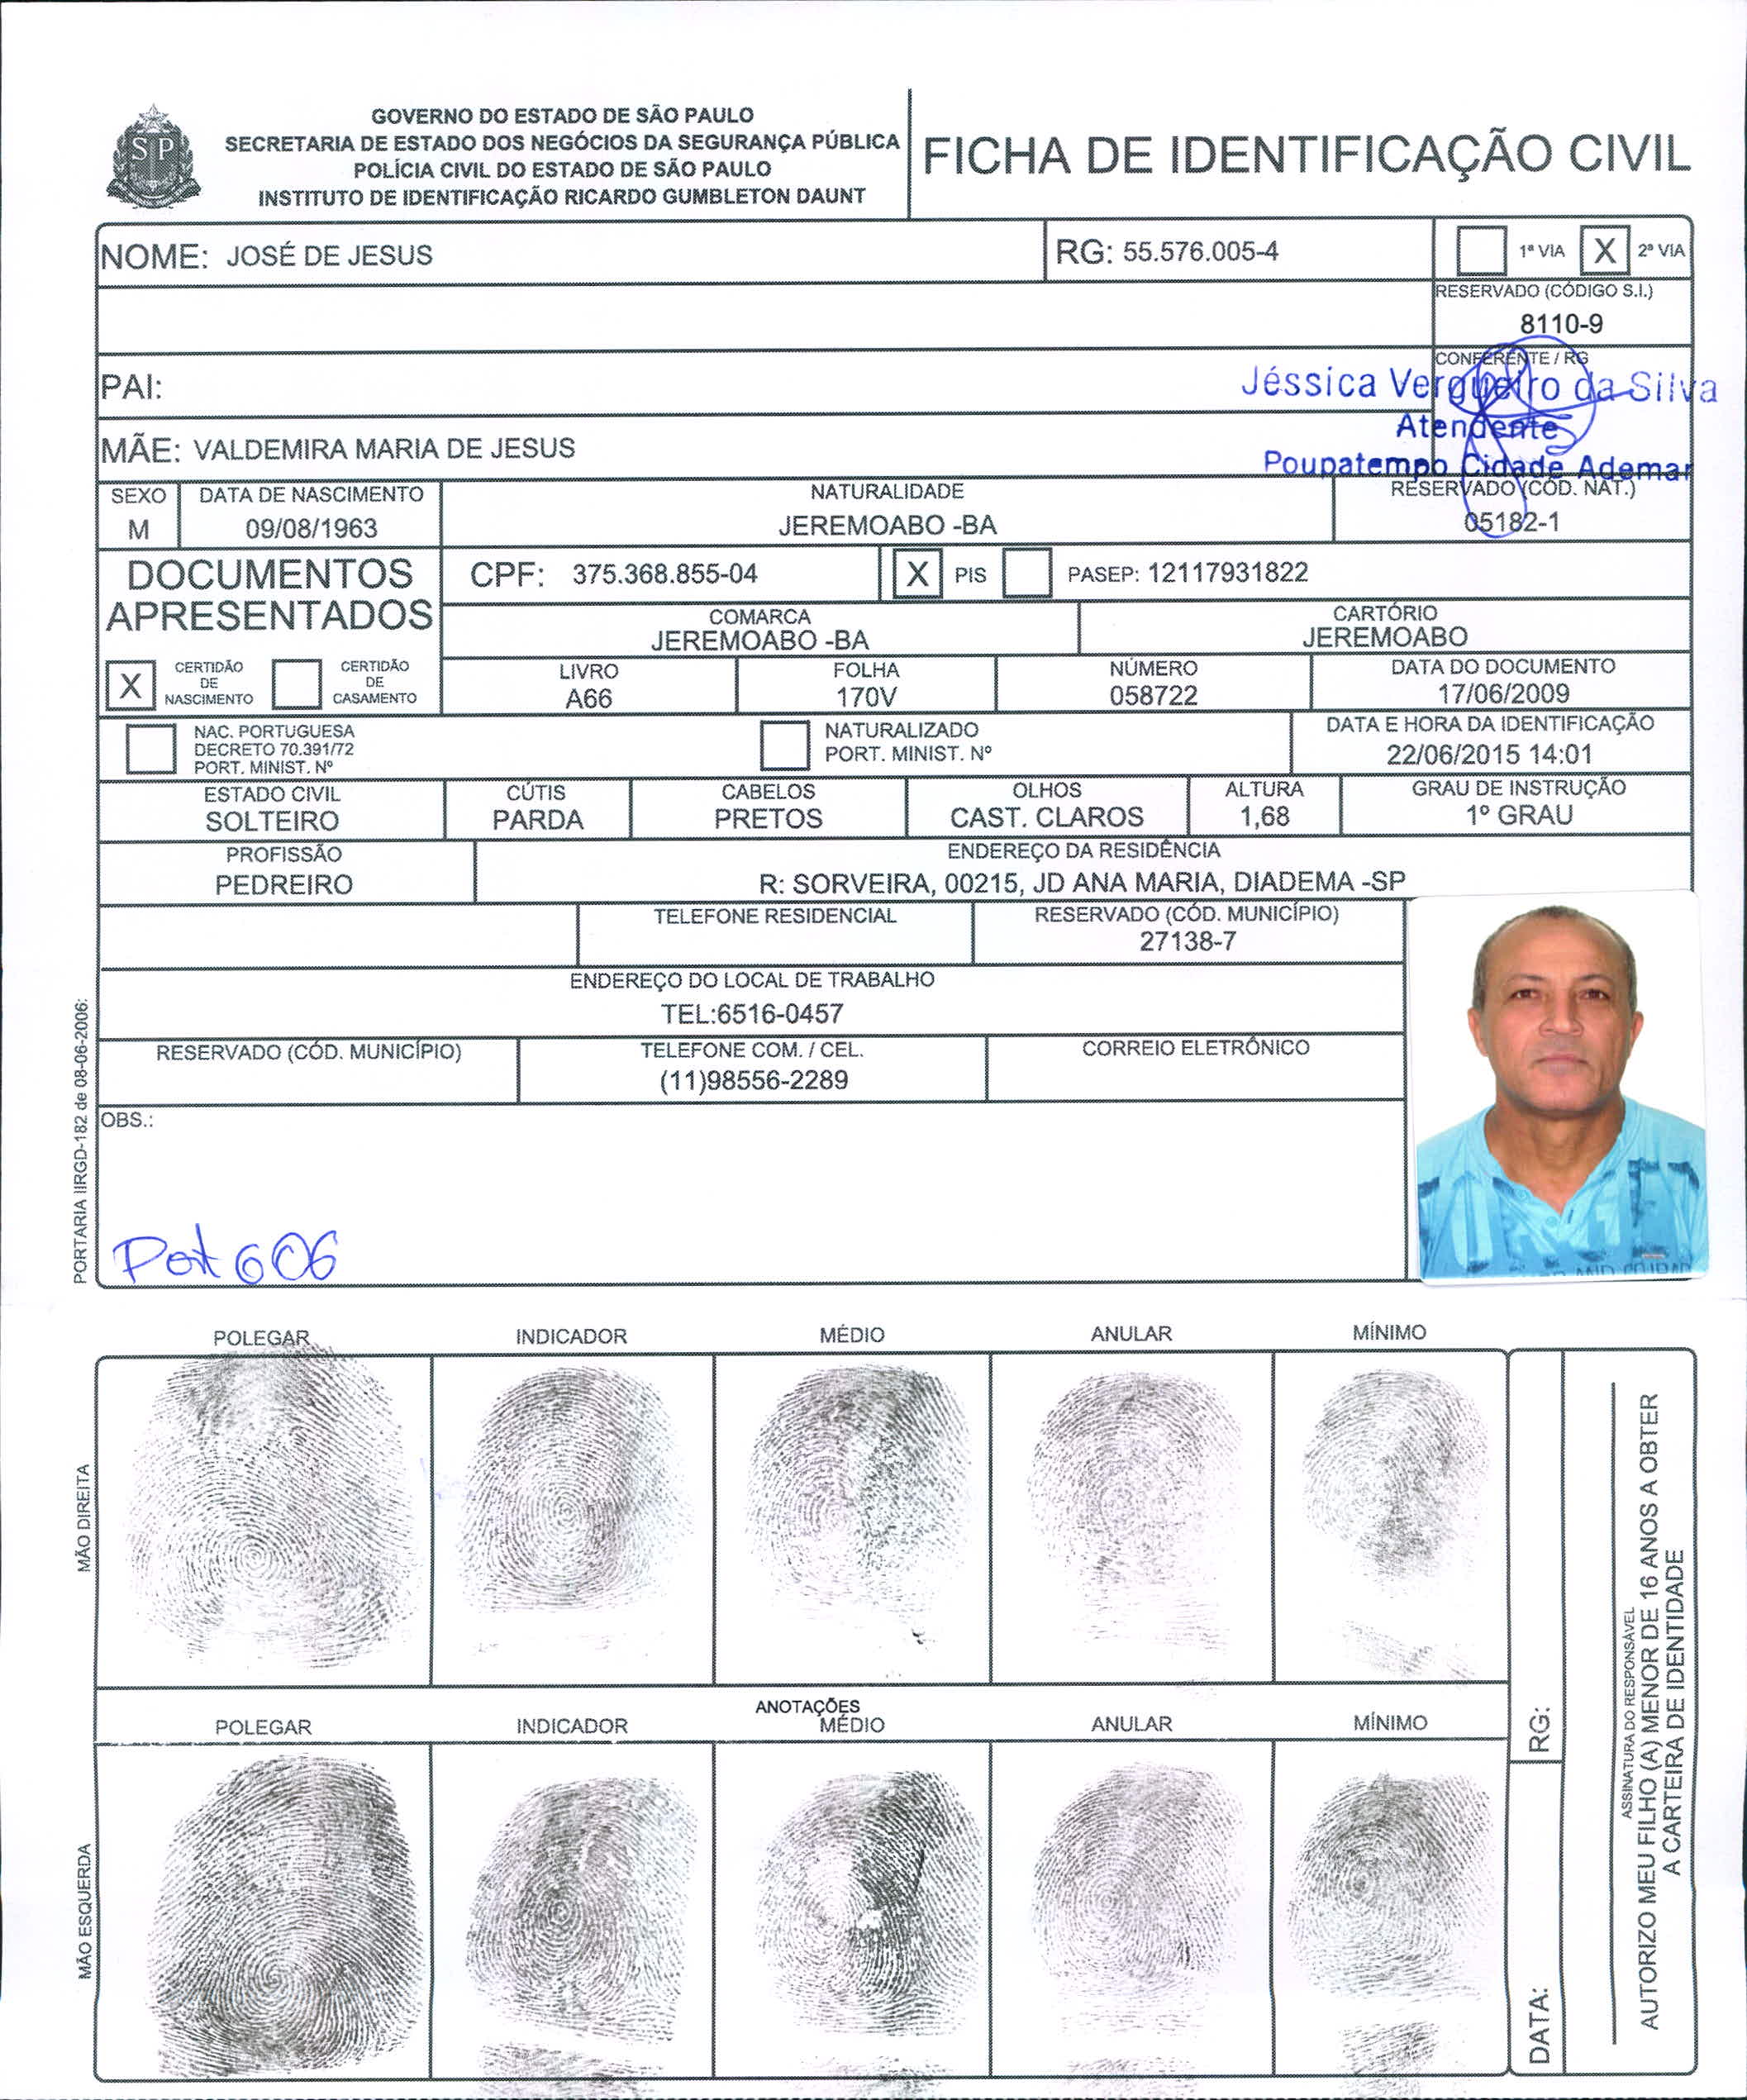 GOVERNO DO ESTADO DE SÃO PAULO
SECRETARIA DE ESTADO DOS NEGÓCIOS DA SEGURANÇA PÚBLICA
POLÍCIA CIVIL DO ESTADO DE SÃO PAULO
INSTITUTO DE IDENTIFICAÇÃO RICARDO GUMBLETON DAUNT
SP
FICHA DE IDENTIFICAÇÃO CIVIL
NOME: JOSÉ DE JESUS
RG: 55.576.005-4
1ª VIA X 2ª VIA
RESERVADO (CÓDIGO S.I.)
8110-9
CONFERENTE / RG
PAI:
Jéssica Vergueiro da Silva
Atendente
Poupatempo Cidade Ademar
MÃE: VALDEMIRA MARIA DE JESUS
SEXO
M
DATA DE NASCIMENTO
09/08/1963
NATURALIDADE
JEREMOABO -BA
RESERVADO (CÓD. NAT.)
05182-1
DOCUMENTOS
APRESENTADOS
CPF: 375.368.855-04
X PIS
PASEP: 12117931822
COMARCA
JEREMOABO -BA
CARTÓRIO
JEREMOABO
X CERTIDÃO
DE
NASCIMENTO
CERTIDÃO
DE
CASAMENTO
LIVRO
A66
FOLHA
170V
NÚMERO
058722
DATA DO DOCUMENTO
17/06/2009
NAC. PORTUGUESA
DECRETO 70.391/72
PORT. MINIST. Nº
NATURALIZADO
PORT. MINIST. Nº
DATA E HORA DA IDENTIFICAÇÃO
22/06/2015 14:01
ESTADO CIVIL
SOLTEIRO
CÚTIS
PARDA
CABELOS
PRETOS
OLHOS
CAST. CLAROS
ALTURA
1,68
GRAU DE INSTRUÇÃO
1º GRAU
PROFISSÃO
PEDREIRO
ENDEREÇO DA RESIDÊNCIA
R: SORVEIRA, 00215, JD ANA MARIA, DIADEMA -SP
TELEFONE RESIDENCIAL
RESERVADO (CÓD. MUNICÍPIO)
27138-7
ENDEREÇO DO LOCAL DE TRABALHO
TEL:6516-0457
RESERVADO (CÓD. MUNICÍPIO)
TELEFONE COM. / CEL.
(11)98556-2289
CORREIO ELETRÔNICO
OBS.:
Port 606
PORTARIA IIRGD-182 de 08-06-2006:
POLEGAR INDICADOR MÉDIO ANULAR MÍNIMO
MÃO DIREITA
ANOTAÇÕES
POLEGAR INDICADOR MÉDIO ANULAR MÍNIMO
MÃO ESQUERDA
RG:
DATA:
ASSINATURA DO RESPONSÁVEL
AUTORIZO MEU FILHO (A) MENOR DE 16 ANOS A OBTER
A CARTEIRA DE IDENTIDADE